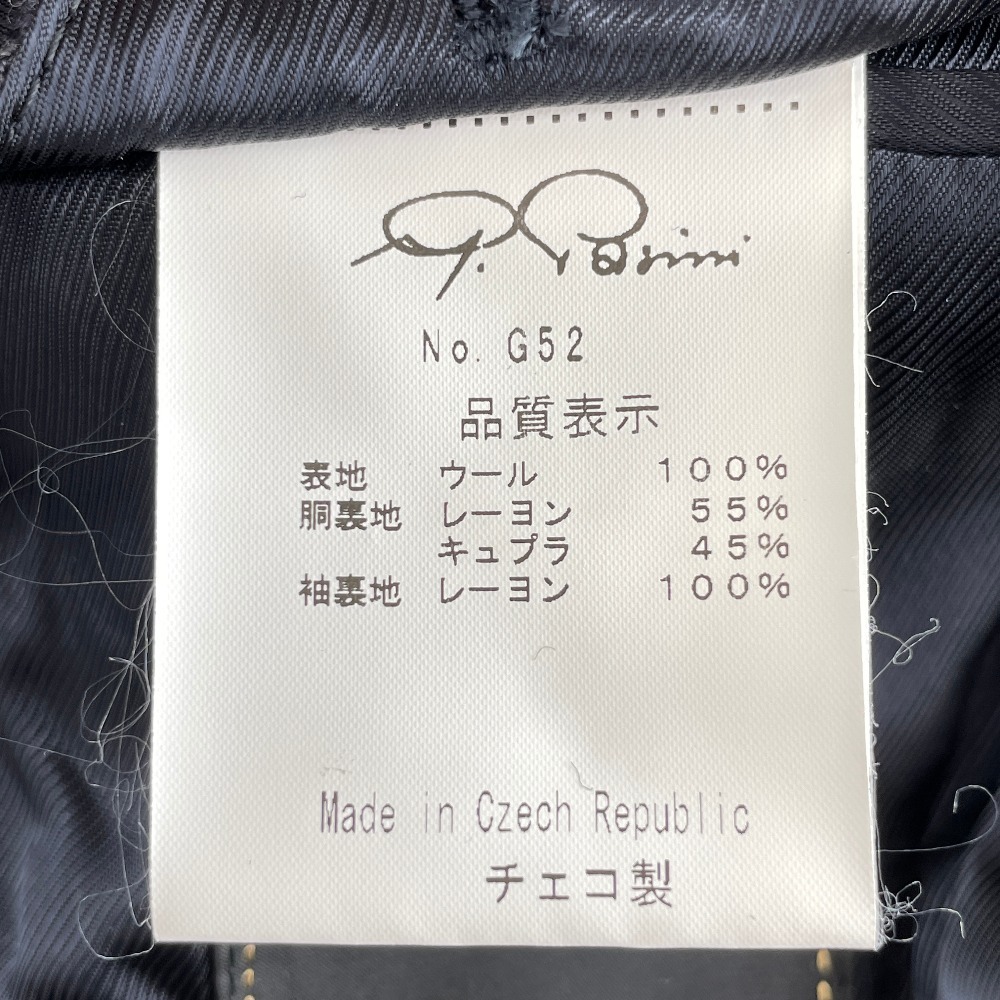 G. Pasini
No. G52
品質表示
表地 ウール 100%
胴裏地 レーヨン 55%
キュプラ 45%
袖裏地 レーヨン 100%
Made in Czech Republic
チェコ製